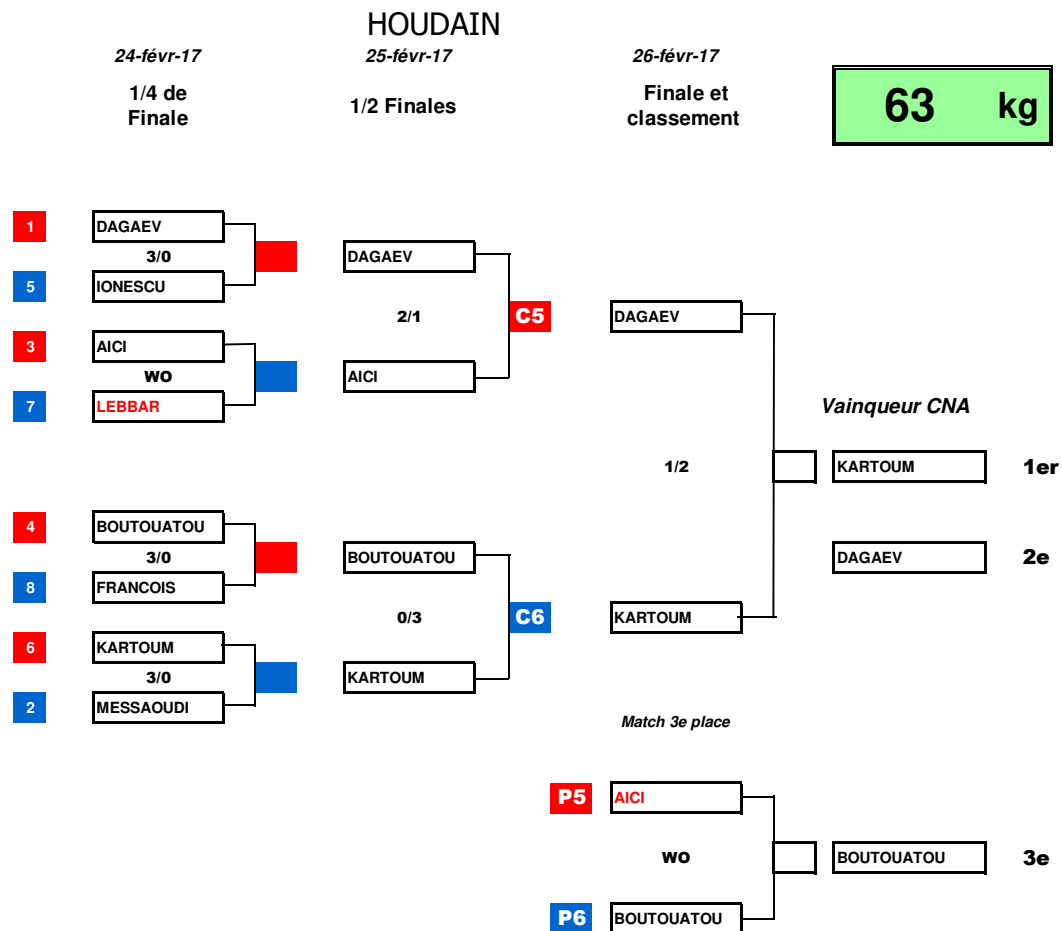 HOUDAIN
24-févr-17 25-févr-17 26-févr-17
1/4 de Finale 1/2 Finales Finale et classement 63 kg
1 DAGAEV
3/0 DAGAEV
5 IONESCU
2/1 C5 DAGAEV
3 AICI
WO AICI
7 LEBBAR
Vainqueur CNA
1/2 KARTOUM 1er
4 BOUTOUATOU
3/0 BOUTOUATOU DAGAEV 2e
8 FRANCOIS
0/3 C6 KARTOUM
6 KARTOUM
3/0 KARTOUM
2 MESSAOUDI
Match 3e place
P5 AICI
WO BOUTOUATOU 3e
P6 BOUTOUATOU